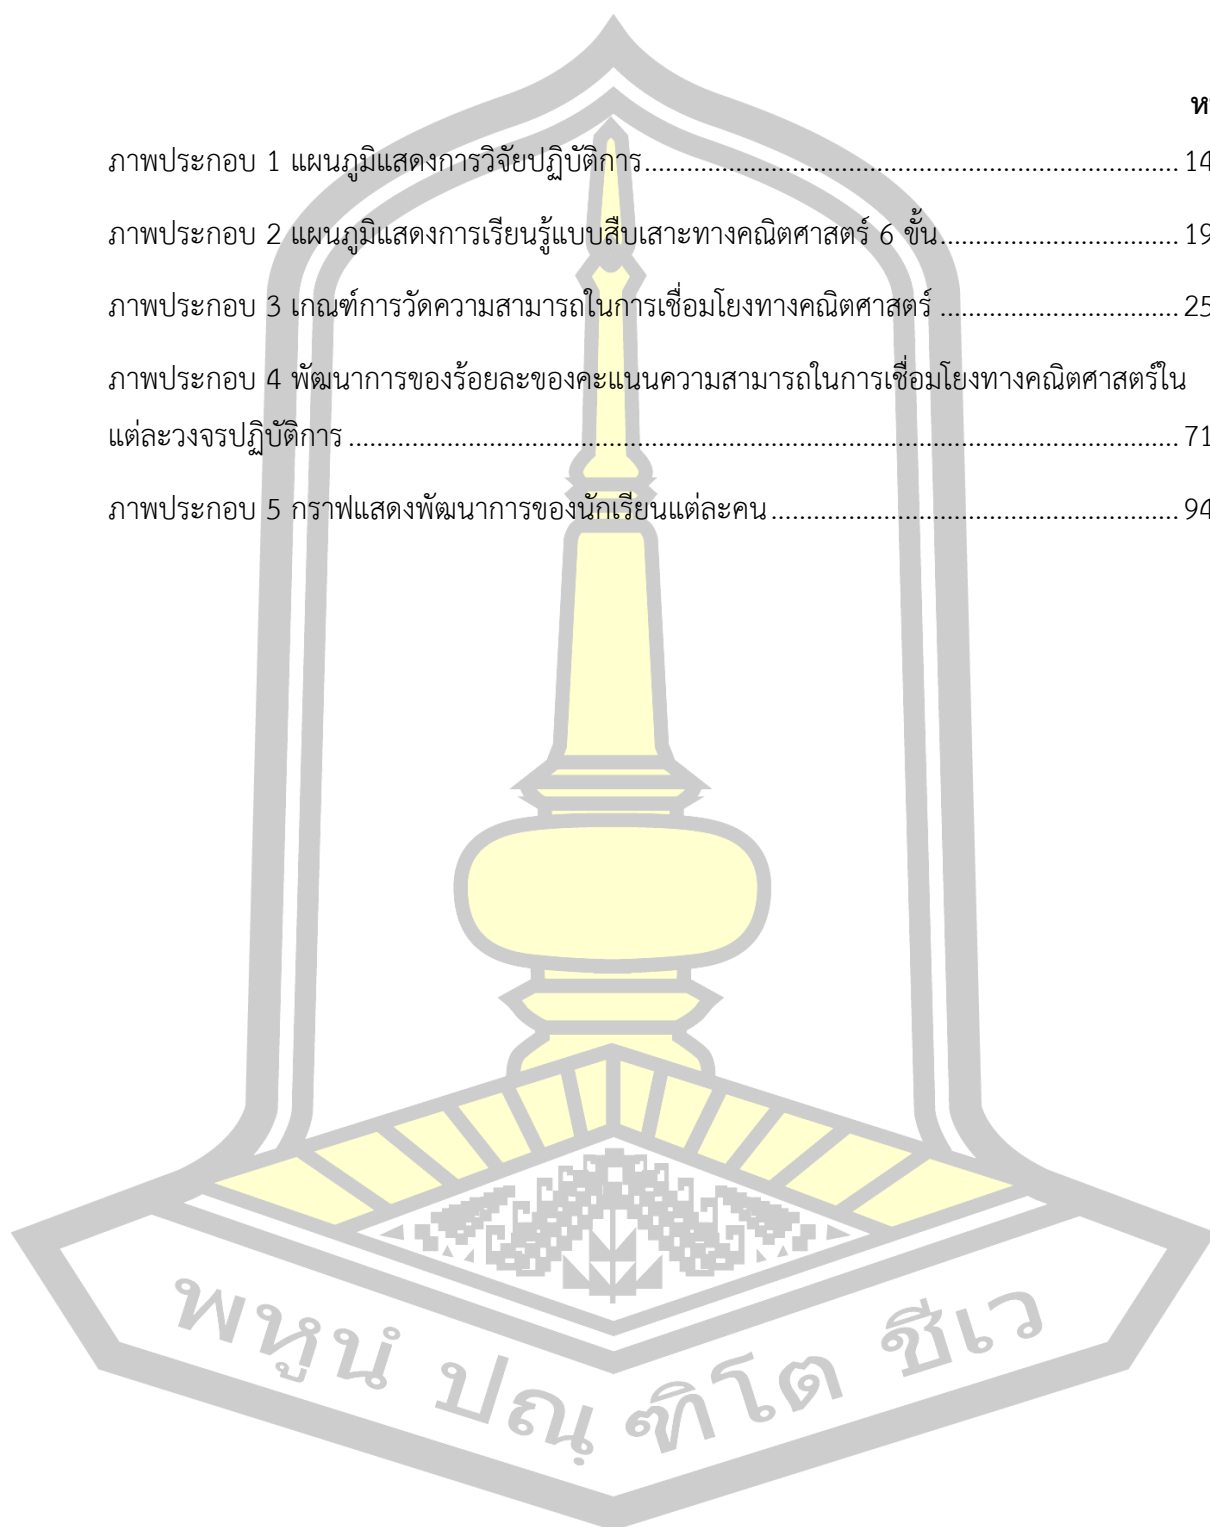 ห
ภาพประกอบ 1 แผนภูมิแสดงการวิจัยปฏิบัติการ............................................................................ 14
ภาพประกอบ 2 แผนภูมิแสดงการเรียนรู้แบบสืบเสาะทางคณิตศาสตร์ 6 ขั้น.................................. 19
ภาพประกอบ 3 เกณฑ์การวัดความสามารถในการเชื่อมโยงทางคณิตศาสตร์ .................................. 25
ภาพประกอบ 4 พัฒนาการของร้อยละของคะแนนความสามารถในการเชื่อมโยงทางคณิตศาสตร์ใน
แต่ละวงจรปฏิบัติการ ...................................................................................................................... 71
ภาพประกอบ 5 กราฟแสดงพัฒนาการของนักเรียนแต่ละคน.......................................................... 94
พหูนํ ปณฺฑิโต ชีเว